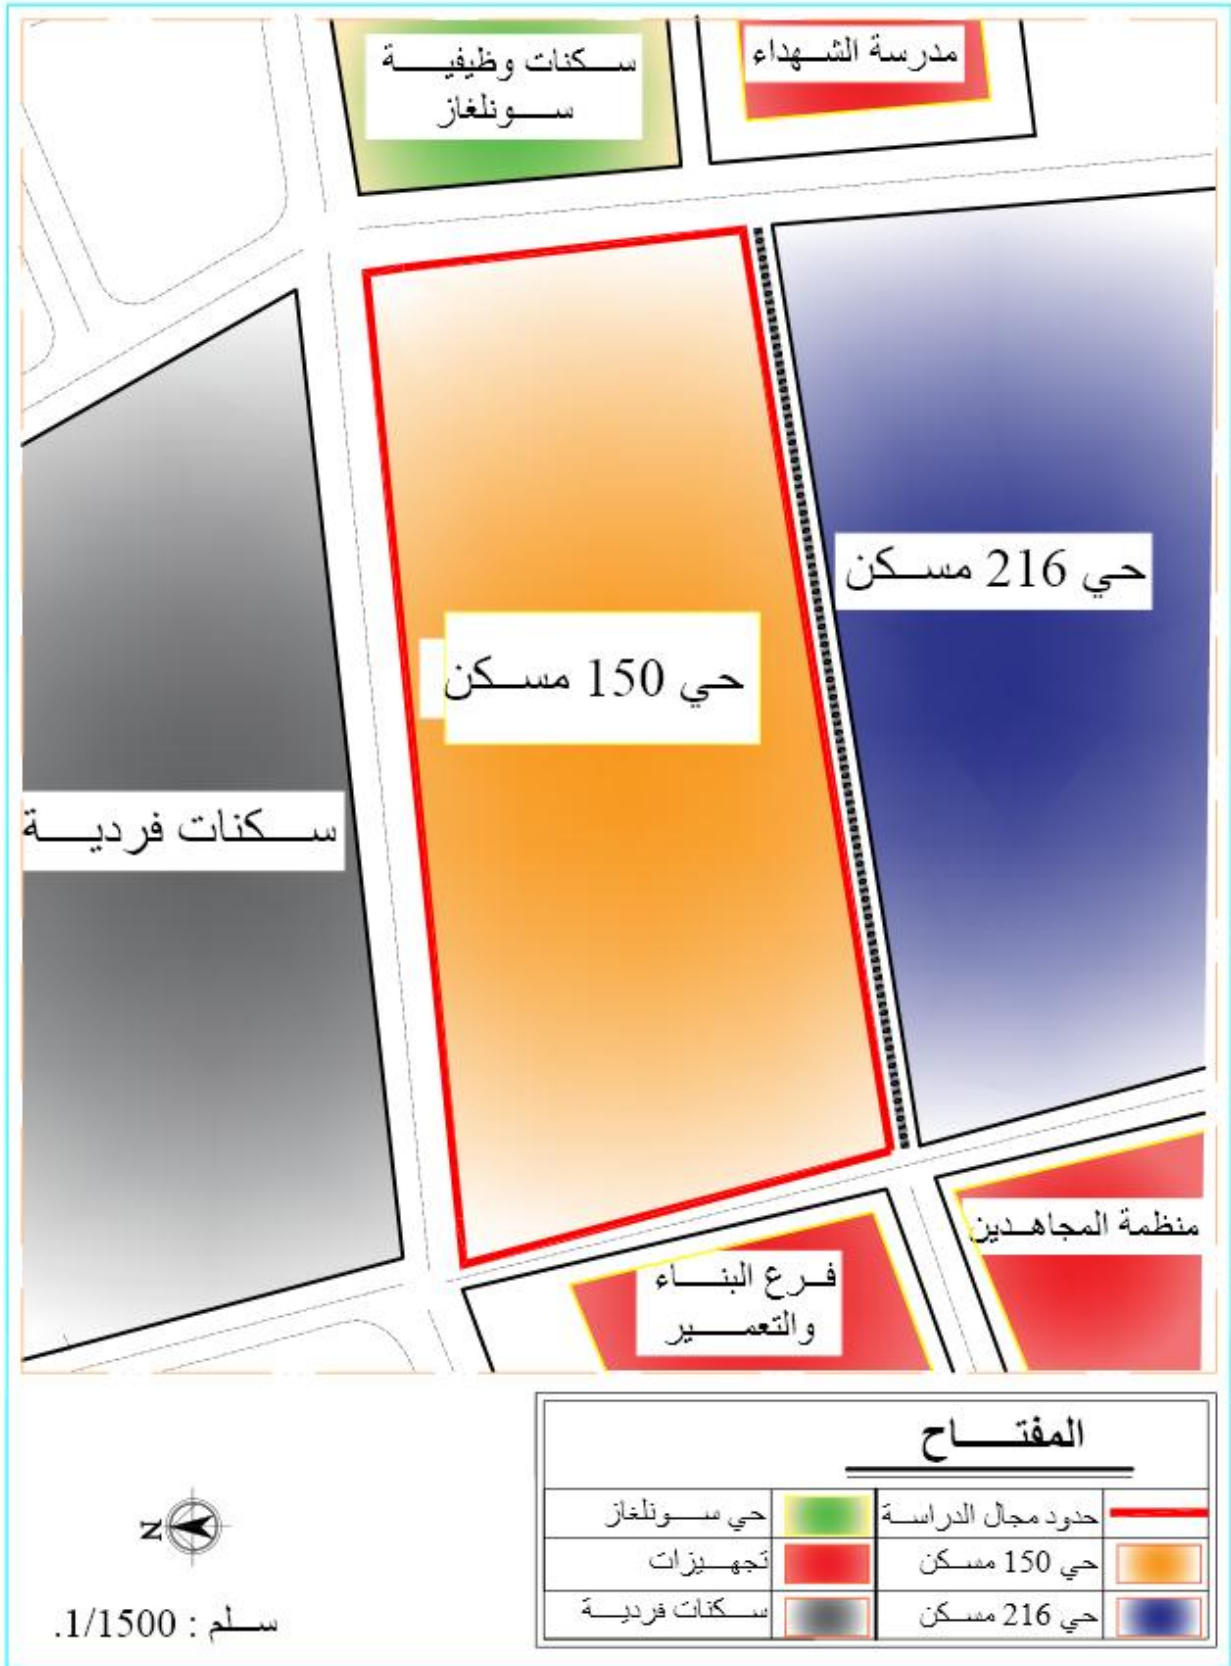 مدرسة الشهداء
سكنات وظيفية
سونلغاز
حي 216 مسكن
حي 150 مسكن
سكنات فردية
منظمة المجاهدين
فرع البناء
والتعمير
المفتاح
حدود مجال الدراسة
حي سونلغاز
حي 150 مسكن
تجهيزات
حي 216 مسكن
سكنات فردية
N
سلم : 1/1500.